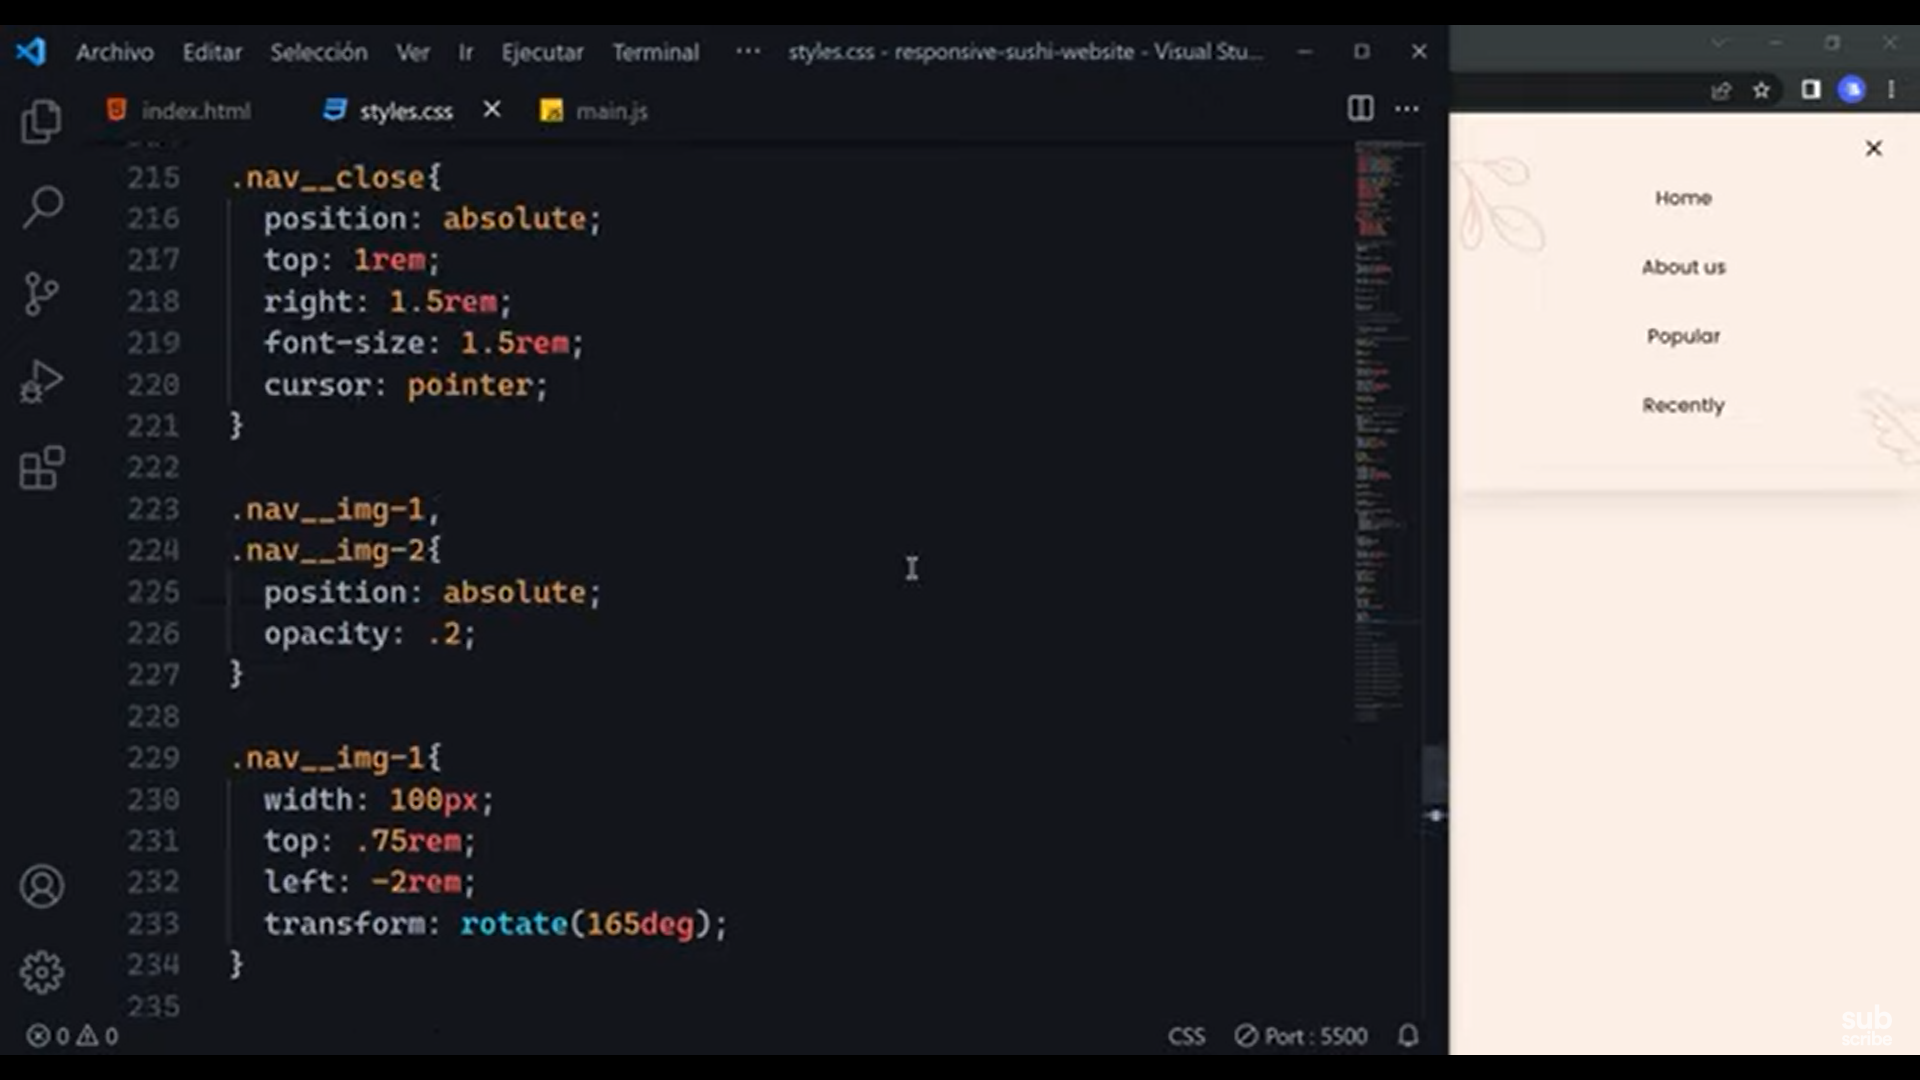 Archivo Editar Selección Ver Ir Ejecutar Terminal ··· styles.css - responsive-sushi-website - Visual Stu...
index.html styles.css main.js
215 .nav__close{
216 position: absolute;
217 top: 1rem;
218 right: 1.5rem;
219 font-size: 1.5rem;
220 cursor: pointer;
221 }
222
223 .nav__img-1,
224 .nav__img-2{
225 position: absolute;
226 opacity: .2;
227 }
228
229 .nav__img-1{
230 width: 100px;
231 top: .75rem;
232 left: -2rem;
233 transform: rotate(165deg);
234 }
235
0 0 CSS Port : 5500
Home
About us
Popular
Recently
sub
scribe